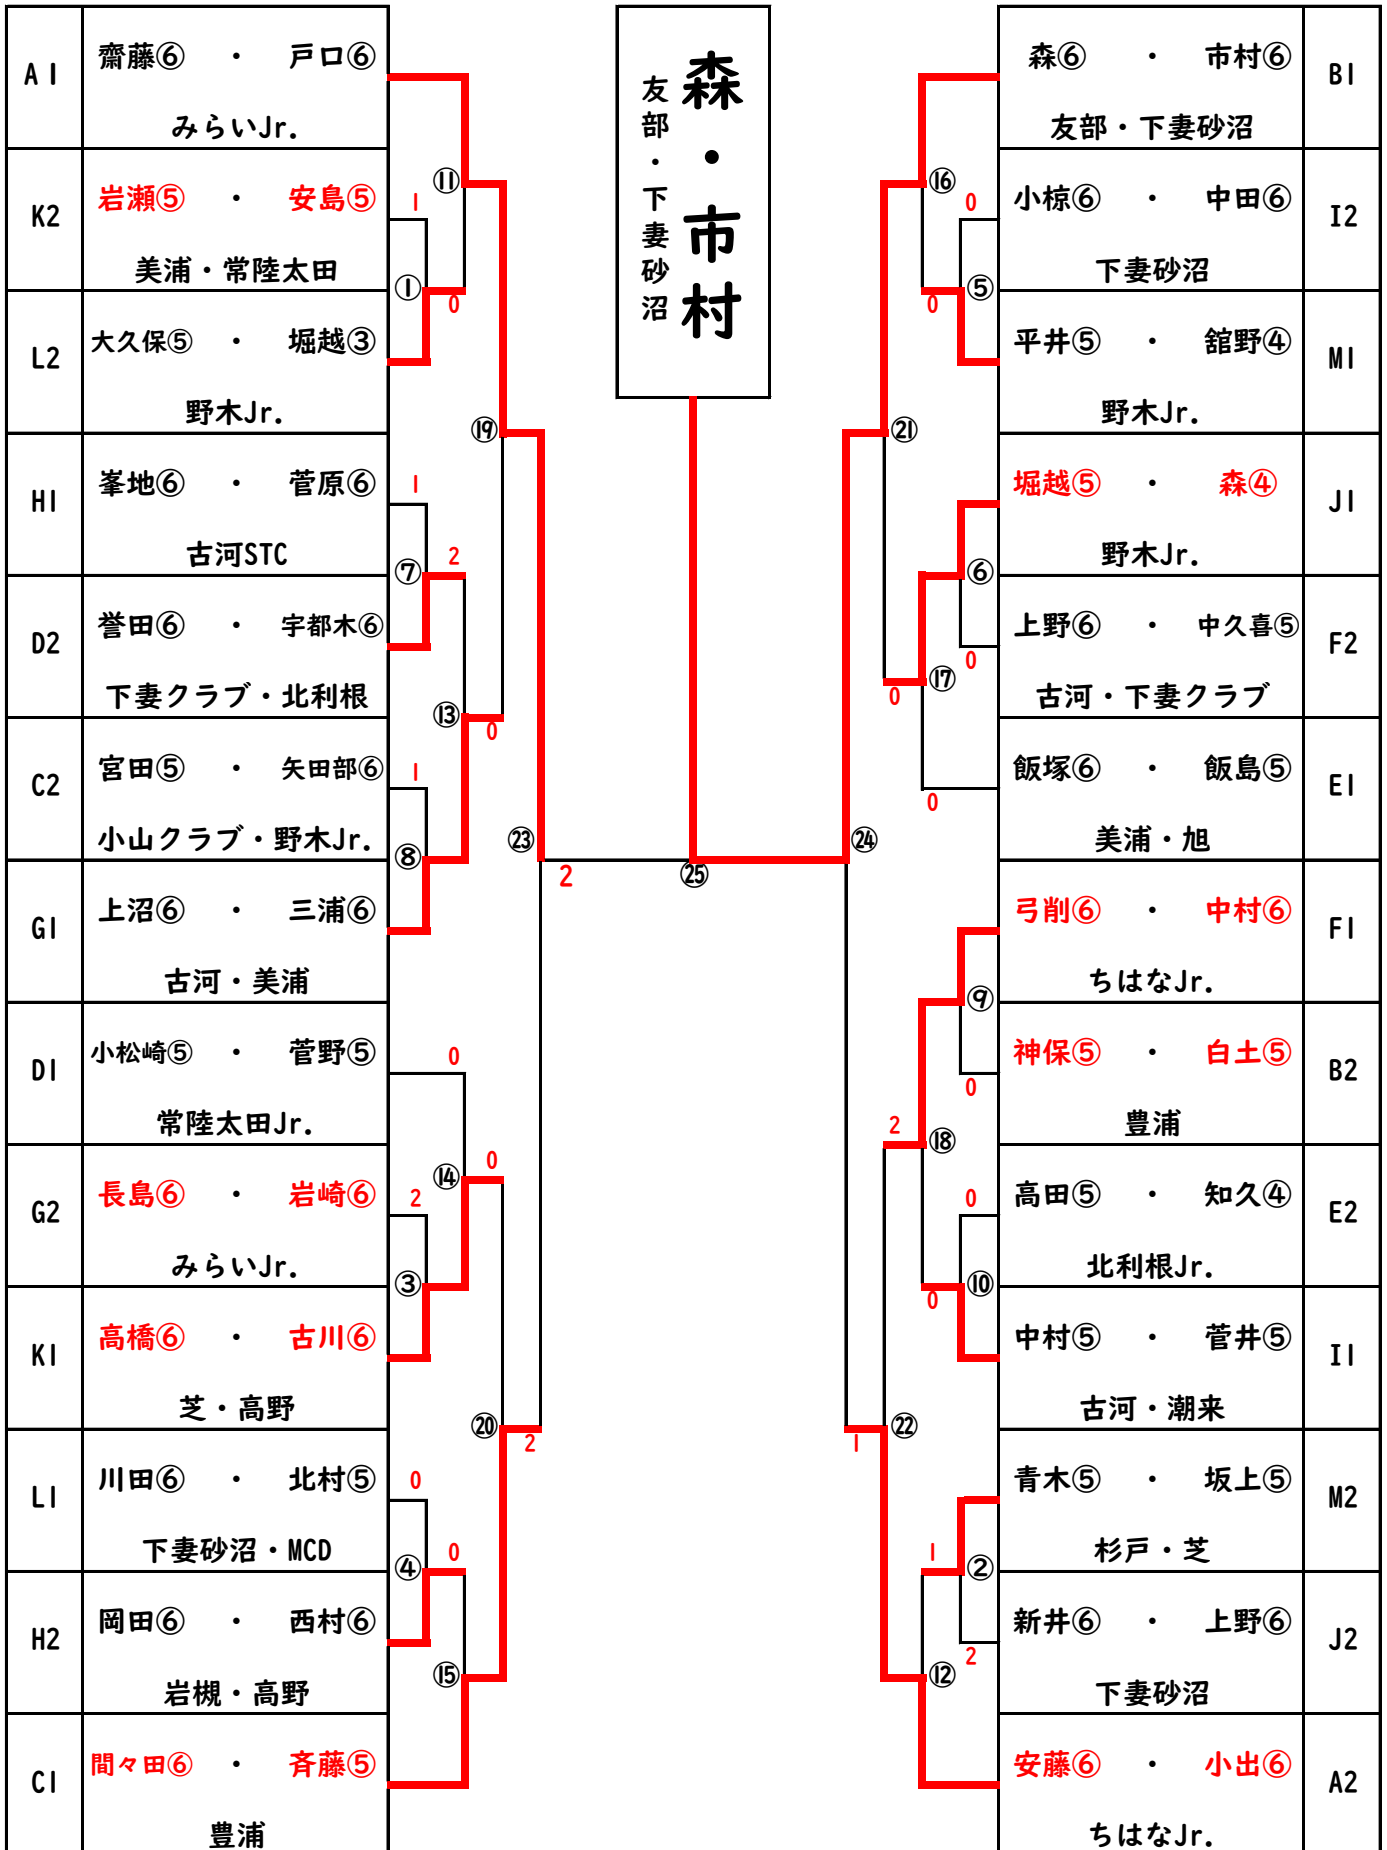 A1 齋藤⑥ ・ 戸口⑥
みらいJr.
K2 岩瀬⑤ ・ 安島⑤
美浦・常陸太田
L2 大久保⑤ ・ 堀越③
野木Jr.
H1 峯地⑥ ・ 菅原⑥
古河STC
D2 誉田⑥ ・ 宇都木⑥
下妻クラブ・北利根
C2 宮田⑤ ・ 矢田部⑥
小山クラブ・野木Jr.
G1 上沼⑥ ・ 三浦⑥
古河・美浦
D1 小松崎⑤ ・ 菅野⑤
常陸太田Jr.
G2 長島⑥ ・ 岩崎⑥
みらいJr.
K1 高橋⑥ ・ 古川⑥
芝・高野
L1 川田⑥ ・ 北村⑤
下妻砂沼・MCD
H2 岡田⑥ ・ 西村⑥
岩槻・高野
C1 間々田⑥ ・ 斉藤⑤
豊浦
⑪
1
①
0
⑲
1
⑦
2
⑬
0
1
⑧
㉓
2
0
⑭
0
2
③
⑳
2
0
④
0
⑮
森・市村
友部・下妻砂沼
㉕
⑯
0
⑤
0
㉑
⑥
0
⑰
0
0
㉔
⑨
0
2
⑱
0
⑩
0
㉒
1
1
②
2
⑫
森⑥ ・ 市村⑥ B1
友部・下妻砂沼
小椋⑥ ・ 中田⑥ I2
下妻砂沼
平井⑤ ・ 舘野④ M1
野木Jr.
堀越⑤ ・ 森④ J1
野木Jr.
上野⑥ ・ 中久喜⑤ F2
古河・下妻クラブ
飯塚⑥ ・ 飯島⑤ E1
美浦・旭
弓削⑥ ・ 中村⑥ F1
ちはなJr.
神保⑤ ・ 白土⑤ B2
豊浦
高田⑤ ・ 知久④ E2
北利根Jr.
中村⑤ ・ 菅井⑤ I1
古河・潮来
青木⑤ ・ 坂上⑤ M2
杉戸・芝
新井⑥ ・ 上野⑥ J2
下妻砂沼
安藤⑥ ・ 小出⑥ A2
ちはなJr.